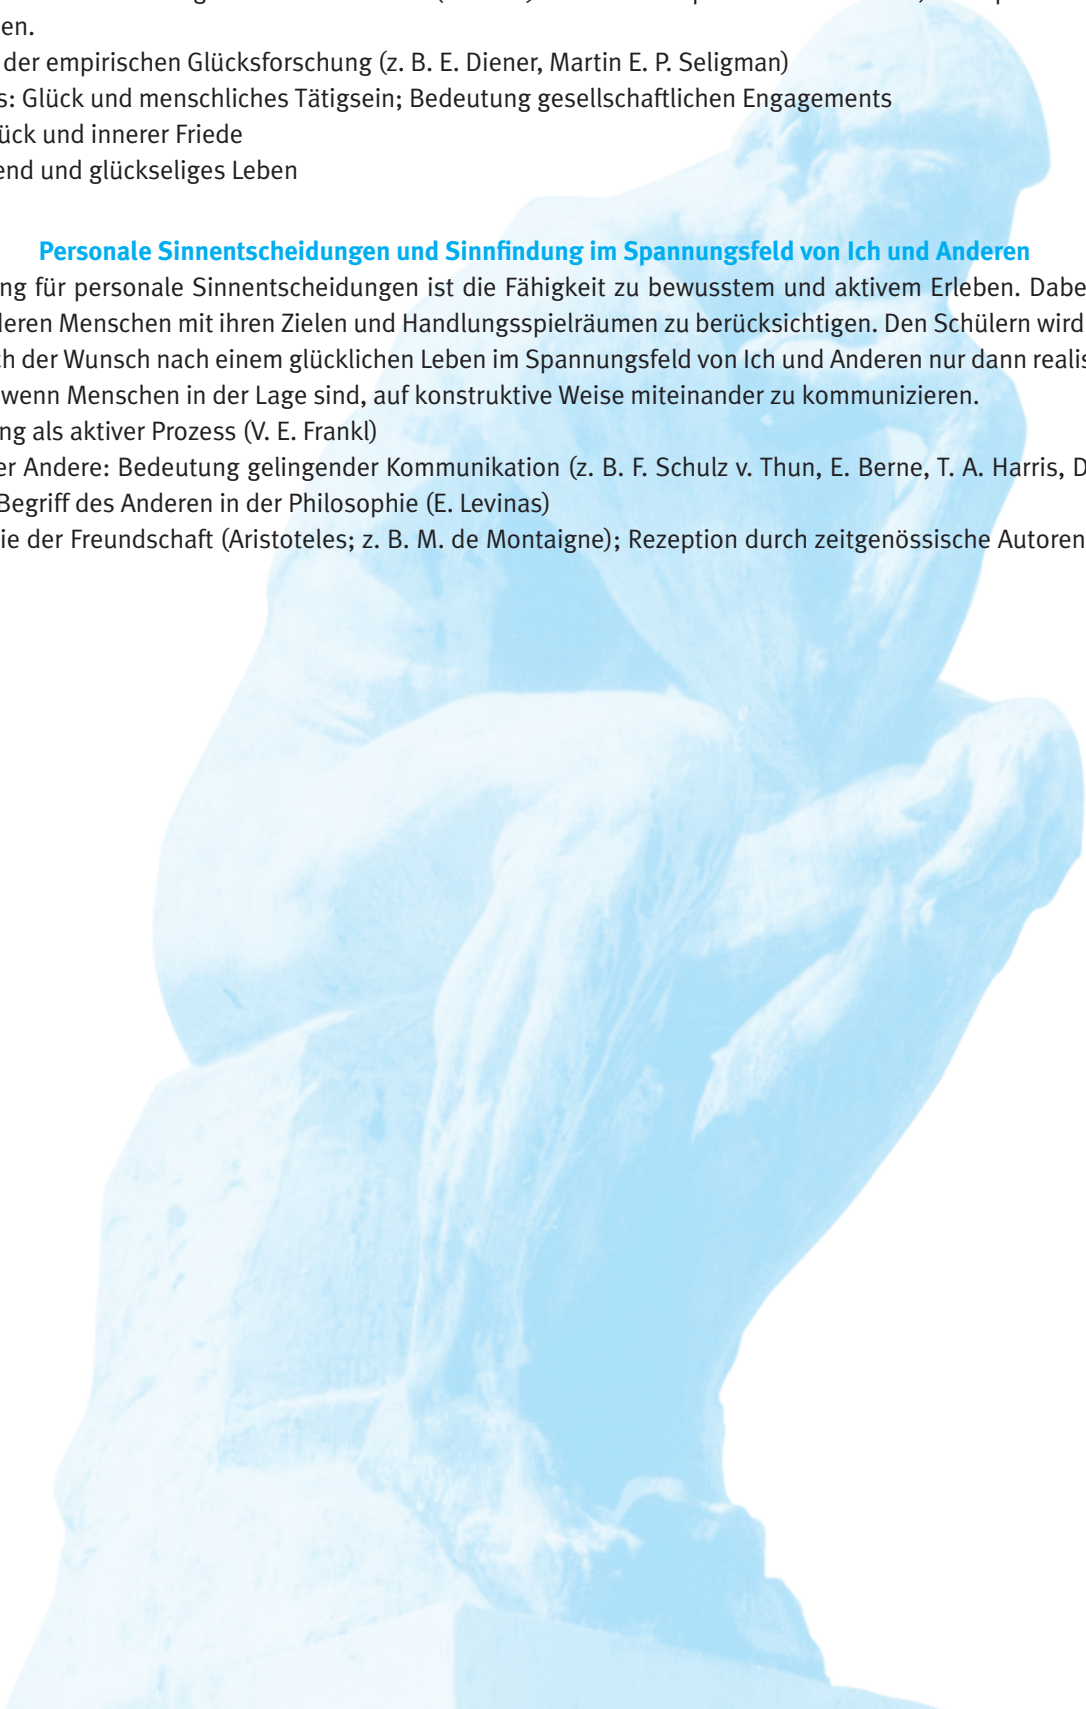 en.
der empirischen Glücksforschung (z. B. E. Diener, Martin E. P. Seligman)
s: Glück und menschliches Tätigsein; Bedeutung gesellschaftlichen Engagements
ück und innerer Friede
end und glückseliges Leben
Personale Sinnentscheidungen und Sinnfindung im Spannungsfeld von Ich und Anderen
ng für personale Sinnentscheidungen ist die Fähigkeit zu bewusstem und aktivem Erleben. Dabe
deren Menschen mit ihren Zielen und Handlungsspielräumen zu berücksichtigen. Den Schülern wird
ch der Wunsch nach einem glücklichen Leben im Spannungsfeld von Ich und Anderen nur dann realis
wenn Menschen in der Lage sind, auf konstruktive Weise miteinander zu kommunizieren.
ng als aktiver Prozess (V. E. Frankl)
er Andere: Bedeutung gelingender Kommunikation (z. B. F. Schulz v. Thun, E. Berne, T. A. Harris, D
Begriff des Anderen in der Philosophie (E. Levinas)
ie der Freundschaft (Aristoteles; z. B. M. de Montaigne); Rezeption durch zeitgenössische Autoren